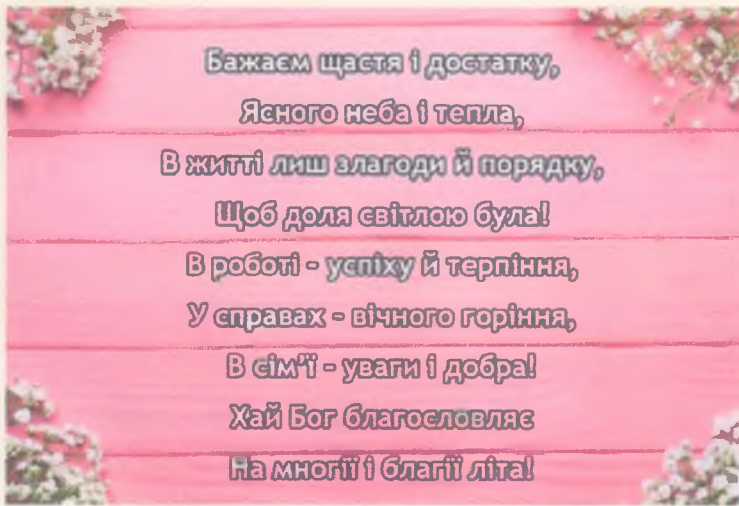 Бажаєм щастя і достатку,
Ясного неба і тепла,
В житті лиш злагоди й порядку,
Щоб доля світлою була!
В роботі - успіху й терпіння,
У справах - вічного горіння,
В сім'ї - уваги і добра!
Хай Бог благословляє
На многії і благії літа!